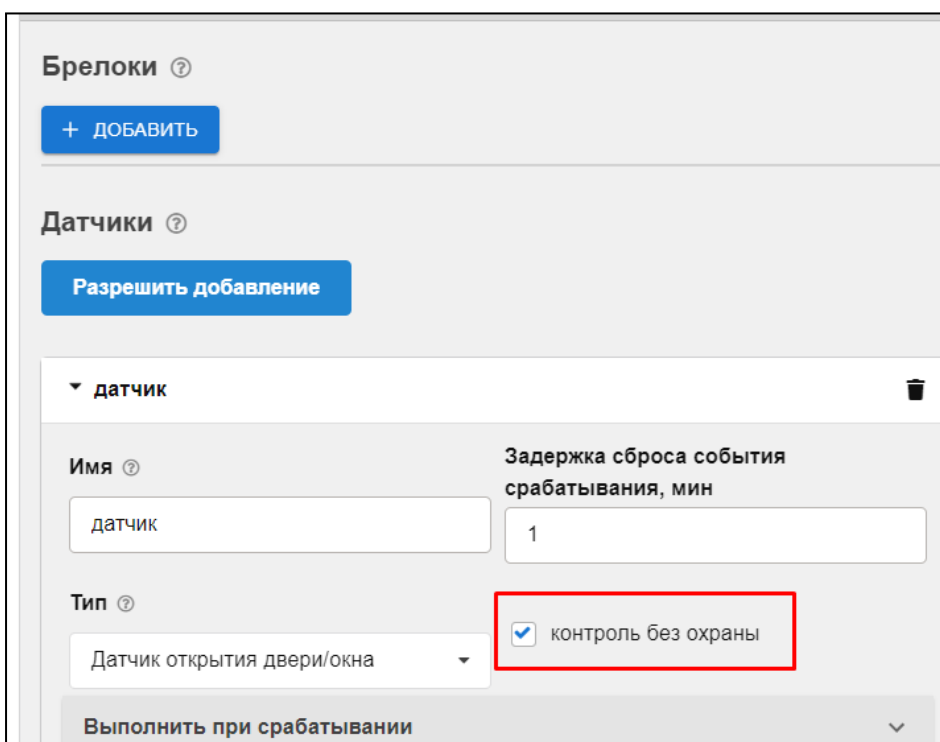 Брелоки ?
+ ДОБАВИТЬ
Датчики ?
Разрешить добавление
датчик
Имя ?
Задержка сброса события
срабатывания, мин
датчик
1
Тип ?
контроль без охраны
Датчик открытия двери/окна
Выполнить при срабатывании